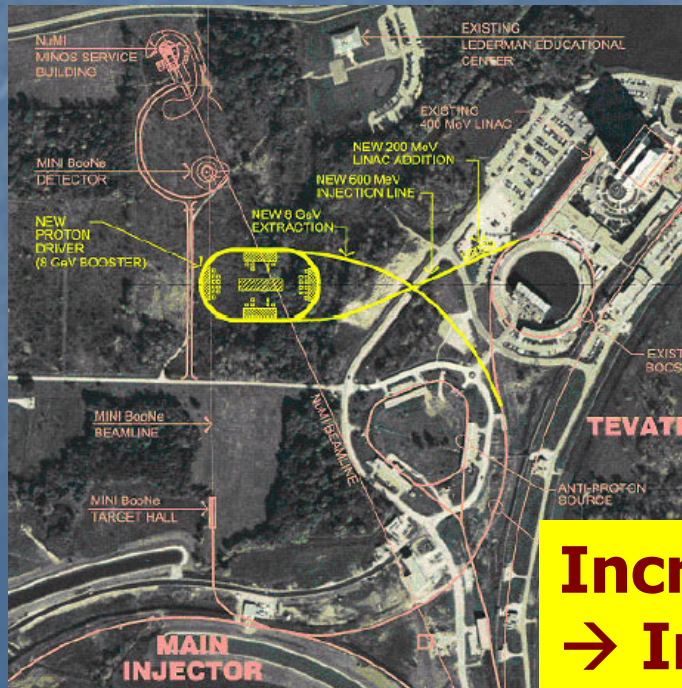 NuMI
MINOS SERVICE
BUILDING
EXISTING
LEDERMAN EDUCATIONAL
CENTER
EXISTING
400 MeV LINAC
NEW 200 MeV
LINAC ADDITION
MINI BooNe
DETECTOR
NEW 600 MeV
INJECTION LINE
NEW 8 GeV
EXTRACTION
NEW
PROTON
DRIVER
(8 GeV BOOSTER)
EXIST
BOOS
MINI BooNe
BEAMLINE
NuMI BEAMLINE
TEVAT
ANTI-PROTON
SOURCE
MINI BooNe
TARGET HALL
MAIN
INJECTOR
Incr
→ In